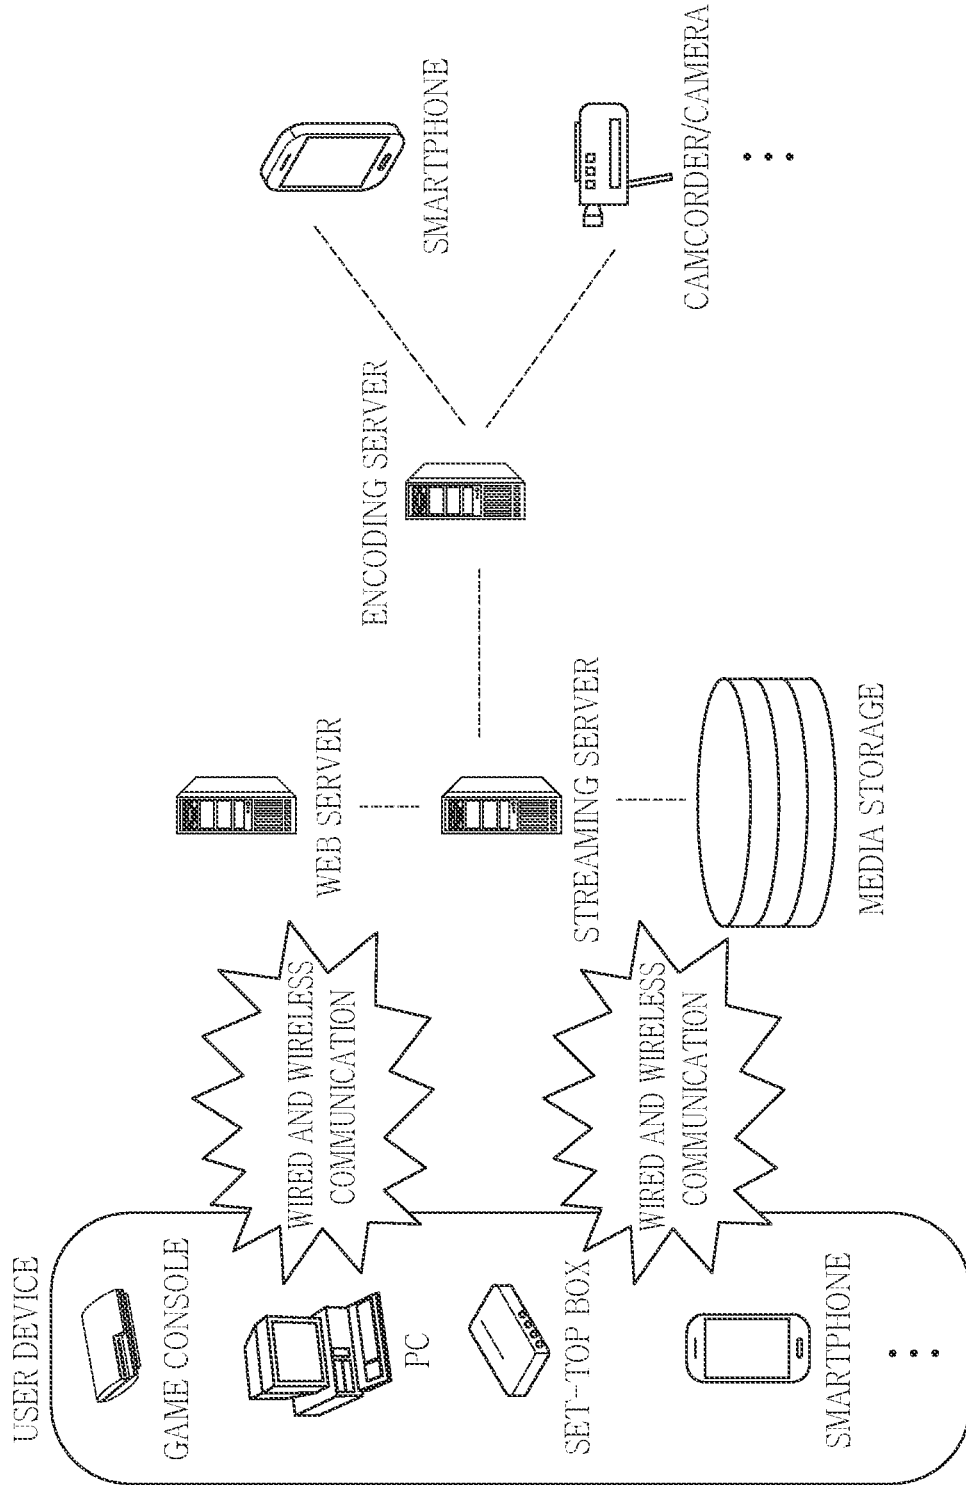 USER DEVICE
GAME CONSOLE
PC
SET-TOP BOX
SMARTPHONE
WIRED AND WIRELESS
COMMUNICATION
WIRED AND WIRELESS
COMMUNICATION
WEB SERVER
STREAMING SERVER
MEDIA STORAGE
ENCODING SERVER
SMARTPHONE
CAMCORDER/CAMERA